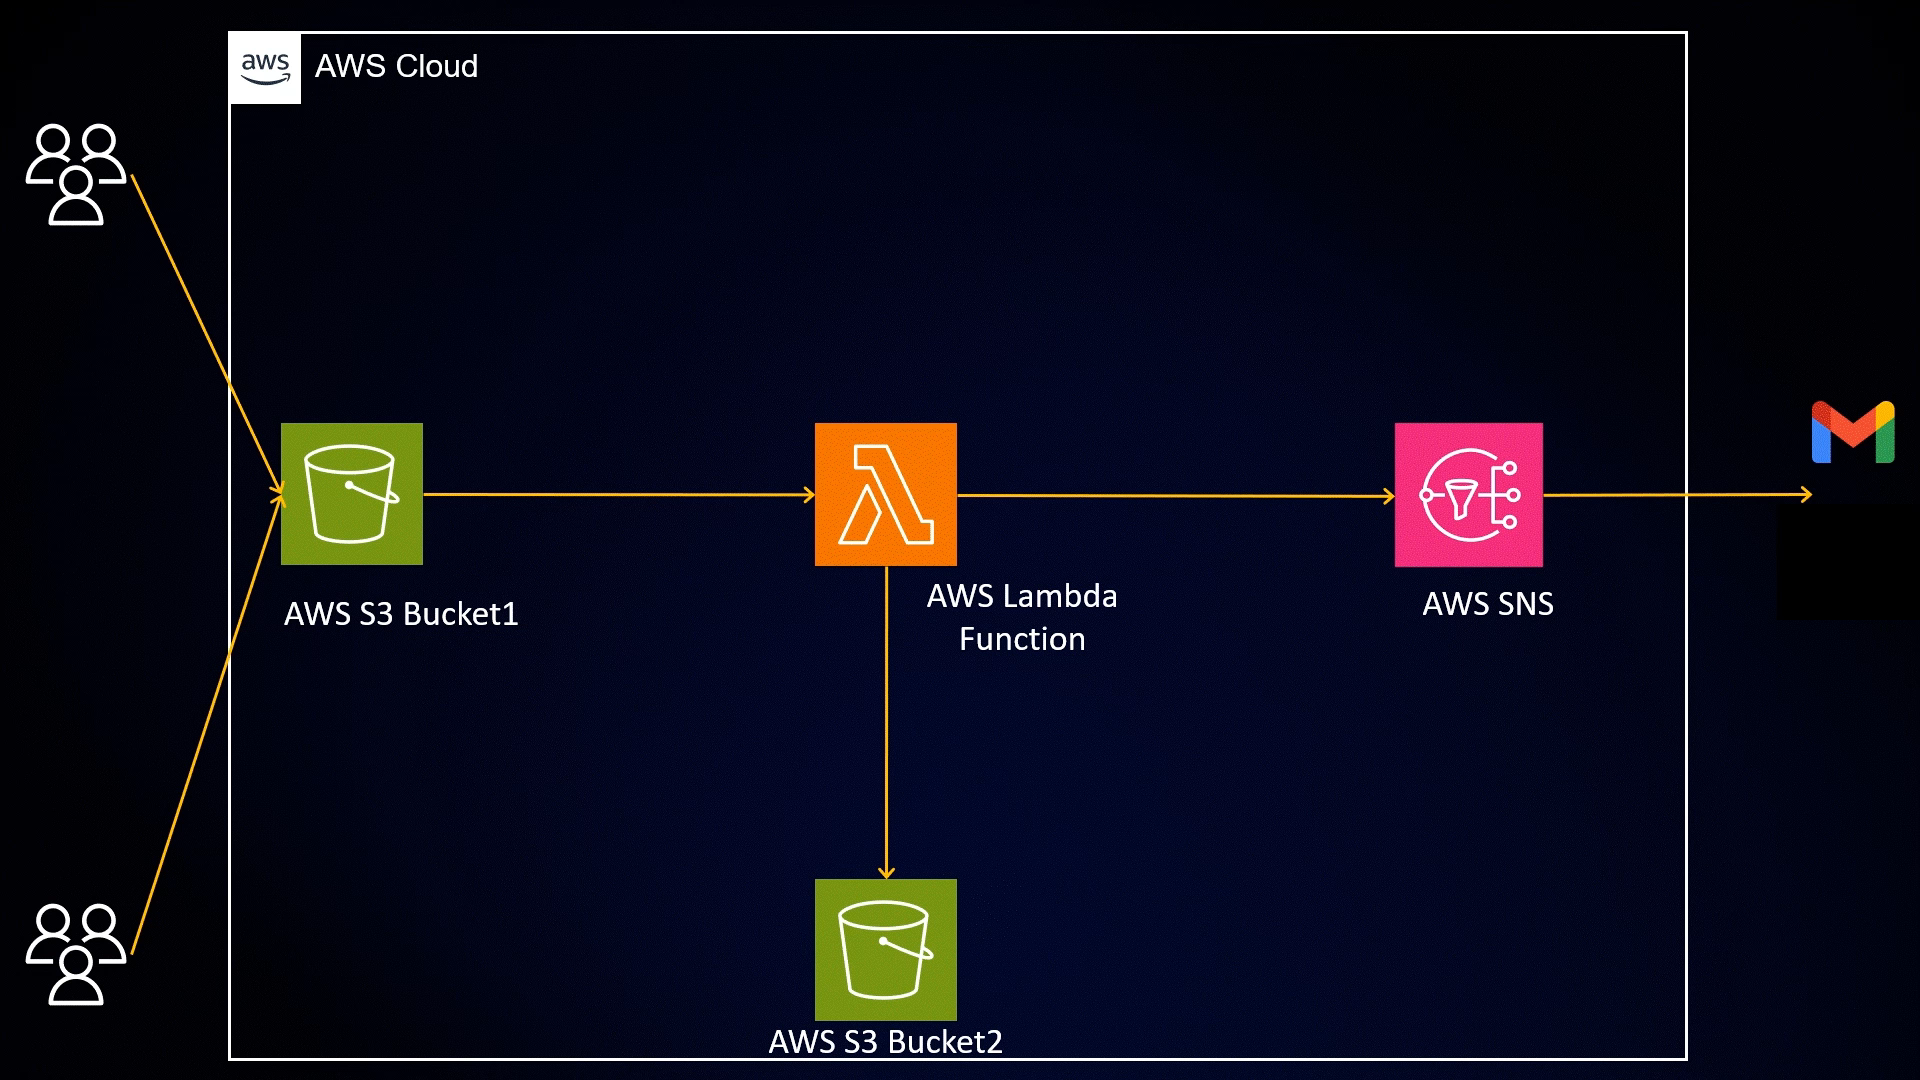 aws
AWS Cloud
AWS S3 Bucket1
AWS Lambda
Function
AWS SNS
AWS S3 Bucket2